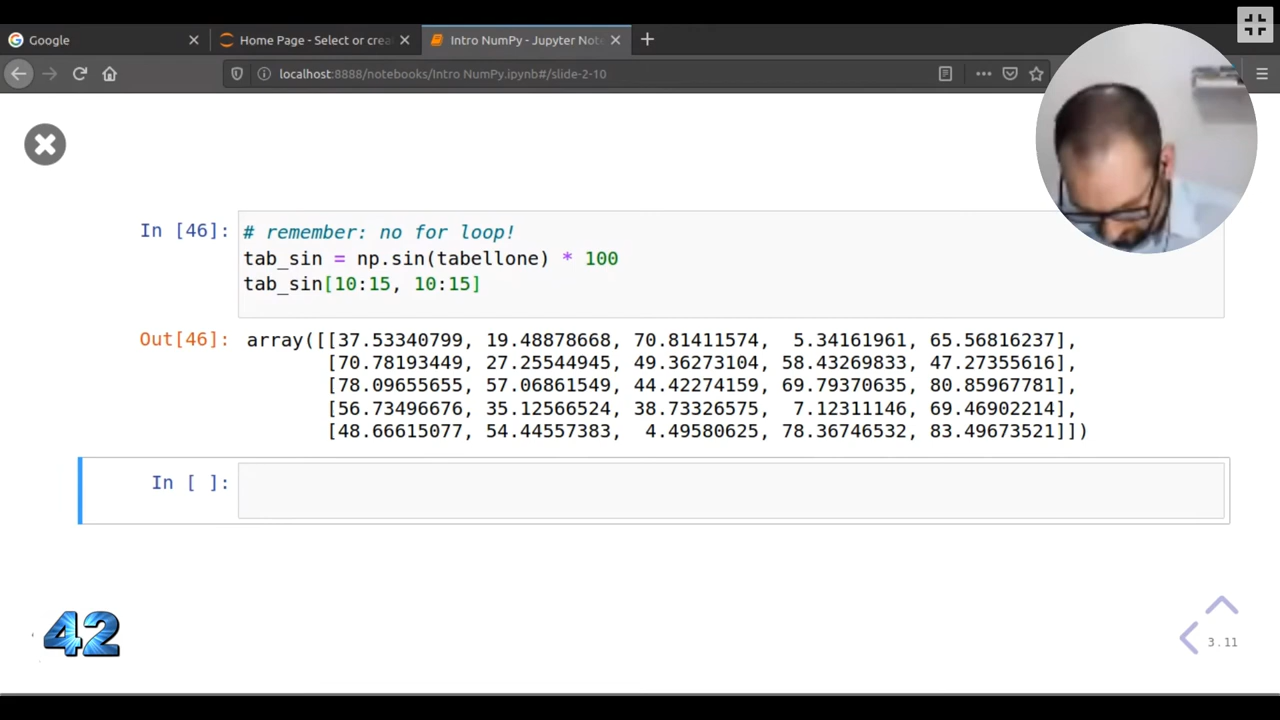 Google
Home Page - Select or crea
Intro NumPy - Jupyter Not
localhost:8888/notebooks/Intro NumPy.ipynb#/slide-2-10
In [46]:
# remember: no for loop!
tab_sin = np.sin(tabellone) * 100
tab_sin[10:15, 10:15]
Out[46]:
array([[37.53340799, 19.48878668, 70.81411574,  5.34161961, 65.56816237],
[70.78193449, 27.25544945, 49.36273104, 58.43269833, 47.27355616],
[78.09655655, 57.06861549, 44.42274159, 69.79370635, 80.85967781],
[56.73496676, 35.12566524, 38.73326575,  7.12311146, 69.46902214],
[48.66615077, 54.44557383,  4.49580625, 78.36746532, 83.49673521]])
In [ ]:
42
3.11